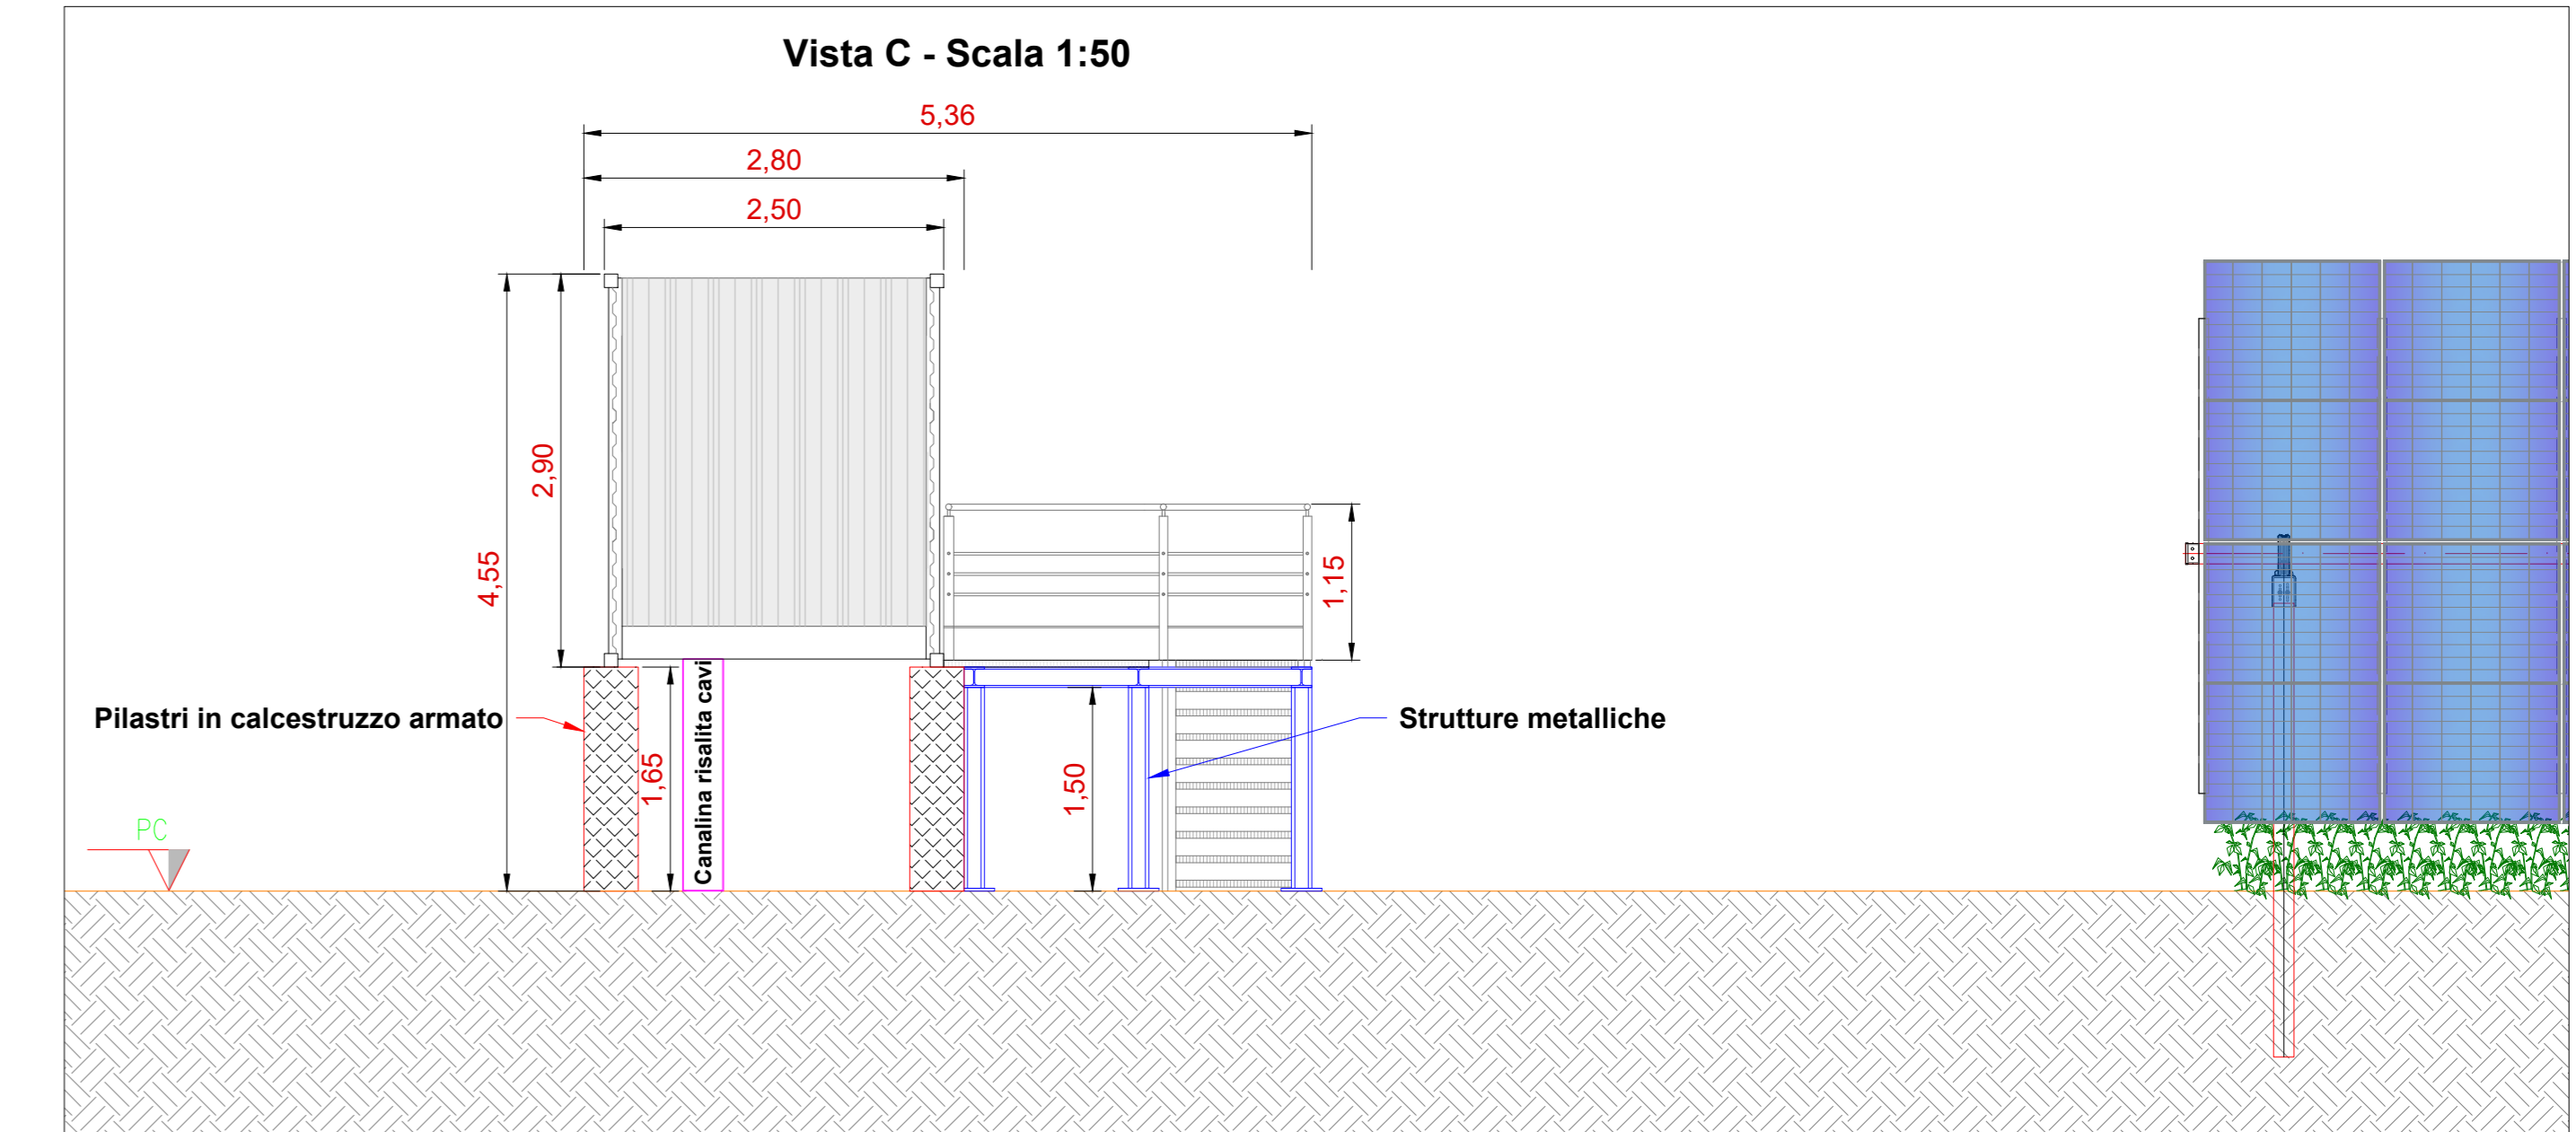 Vista C - Scala 1:50
5,36
2,80
2,50
2,90
4,55
1,15
Pilastri in calcestruzzo armato
1,65
Canalina risalita cavi
1,50
Strutture metalliche
PC